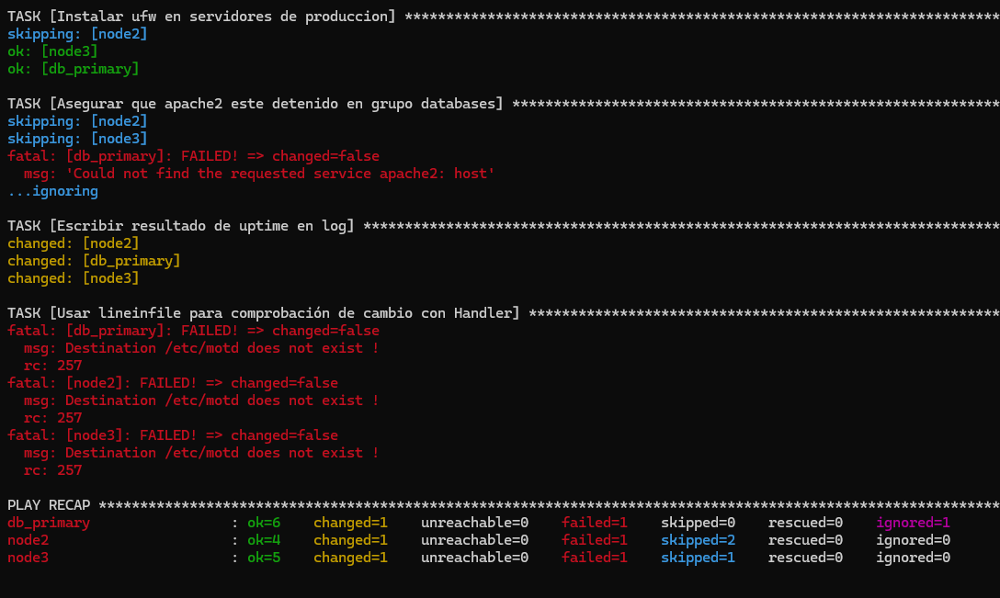 TASK [Instalar ufw en servidores de produccion] ************************************************************************
skipping: [node2]
ok: [node3]
ok: [db_primary]
TASK [Asegurar que apache2 este detenido en grupo databases] ***********************************************************
skipping: [node2]
skipping: [node3]
fatal: [db_primary]: FAILED! => changed=false
  msg: 'Could not find the requested service apache2: host'
...ignoring
TASK [Escribir resultado de uptime en log] *****************************************************************************
changed: [node2]
changed: [db_primary]
changed: [node3]
TASK [Usar lineinfile para comprobación de cambio con Handler] *********************************************************
fatal: [db_primary]: FAILED! => changed=false
  msg: Destination /etc/motd does not exist !
  rc: 257
fatal: [node2]: FAILED! => changed=false
  msg: Destination /etc/motd does not exist !
  rc: 257
fatal: [node3]: FAILED! => changed=false
  msg: Destination /etc/motd does not exist !
  rc: 257
PLAY RECAP *************************************************************************************************************
db_primary                 : ok=6    changed=1    unreachable=0    failed=1    skipped=0    rescued=0    ignored=1
node2                      : ok=4    changed=1    unreachable=0    failed=1    skipped=2    rescued=0    ignored=0
node3                      : ok=5    changed=1    unreachable=0    failed=1    skipped=1    rescued=0    ignored=0